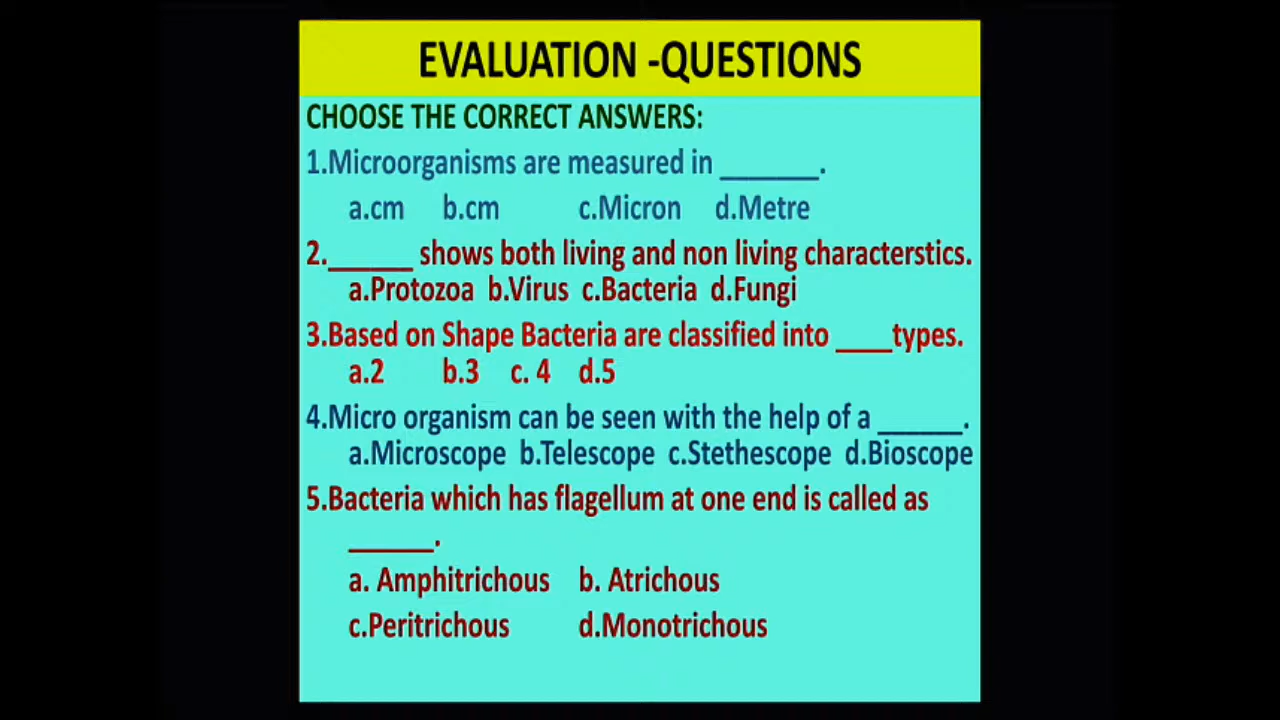 EVALUATION -QUESTIONS
CHOOSE THE CORRECT ANSWERS:
1.Microorganisms are measured in _______.
a.cm b.cm c.Micron d.Metre
2.______ shows both living and non living characterstics.
a.Protozoa b.Virus c.Bacteria d.Fungi
3.Based on Shape Bacteria are classified into ____types.
a.2 b.3 c. 4 d.5
4.Micro organism can be seen with the help of a ______.
a.Microscope b.Telescope c.Stethescope d.Bioscope
5.Bacteria which has flagellum at one end is called as
______.
a. Amphitrichous b. Atrichous
c.Peritrichous d.Monotrichous